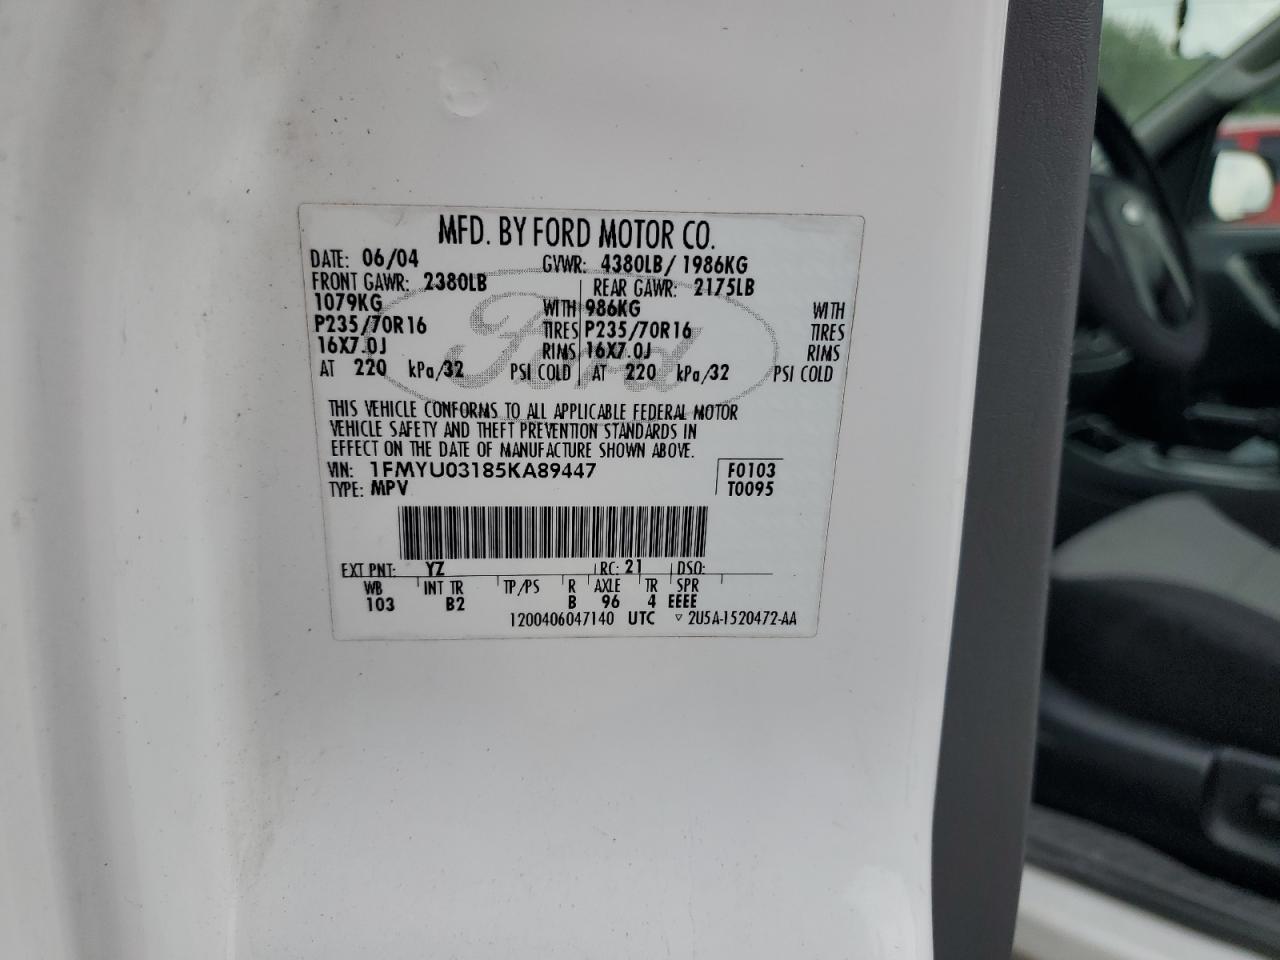 MFD. BY FORD MOTOR CO.
DATE: 06/04 GVWR: 4380LB/ 1986KG
FRONT GAWR: 2380LB REAR GAWR: 2175LB
1079KG WITH 986KG WITH
P235/70R16 TIRES P235/70R16 TIRES
16X7.0J RIMS 16X7.0J RIMS
AT 220 kPa/32 PSI COLD AT 220 kPa/32 PSI COLD
Ford
THIS VEHICLE CONFORMS TO ALL APPLICABLE FEDERAL MOTOR
VEHICLE SAFETY AND THEFT PREVENTION STANDARDS IN
EFFECT ON THE DATE OF MANUFACTURE SHOWN ABOVE.
VIN: 1FMYU03185KA89447 F0103
TYPE: MPV T0095
EXT PNT: YZ RC: 21 DSO:
WB INT TR TP/PS R AXLE TR SPR
103 B2 B 96 4 EEEE
1200406047140 UTC ▽ 2U5A-1520472-AA